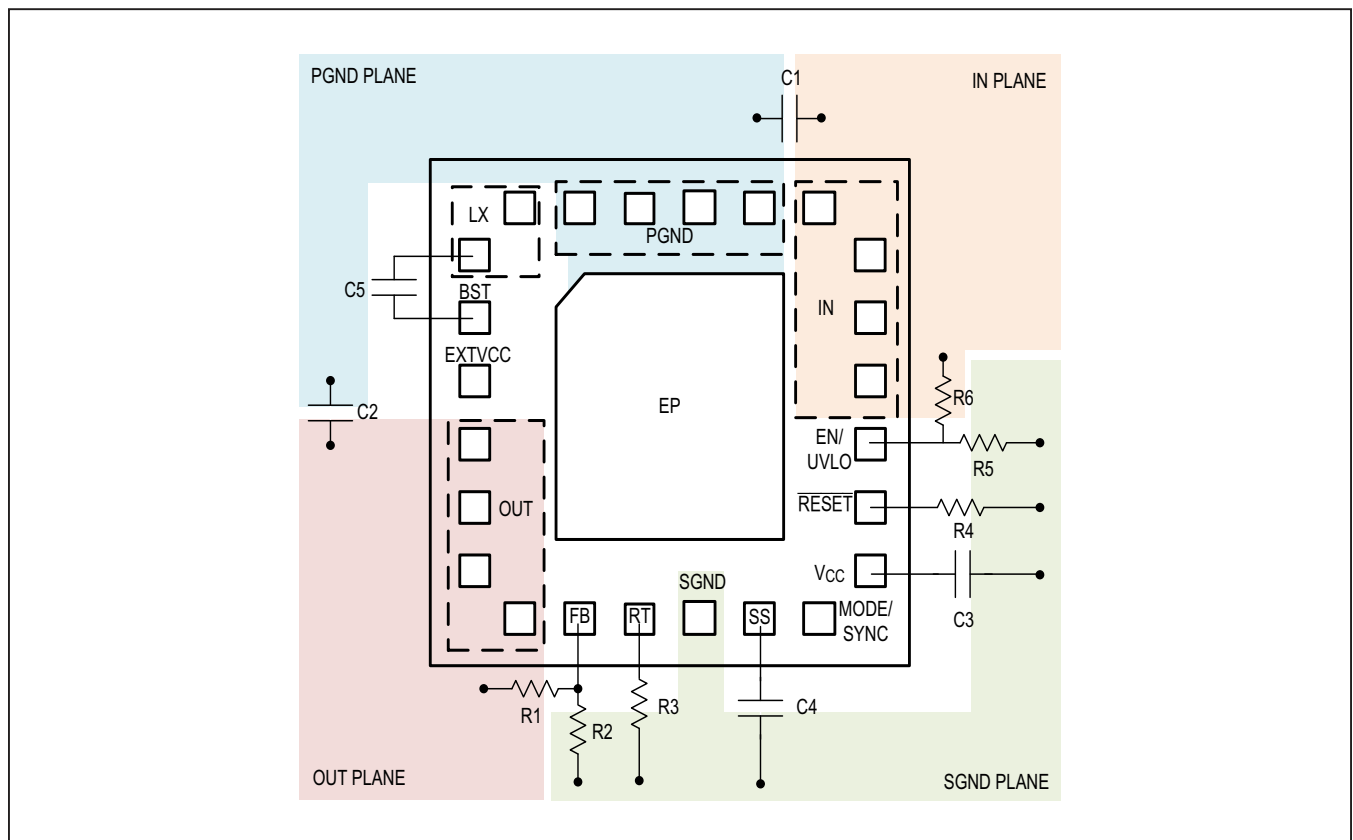 PGND PLANE
C1
IN PLANE
LX
PGND
C5
BST
IN
EXTVCC
C2
EP
R6
EN/
UVLO
R5
OUT
RESET
R4
VCC
SGND
C3
FB
RT
SS
MODE/
SYNC
R1
R2
R3
C4
OUT PLANE
SGND PLANE